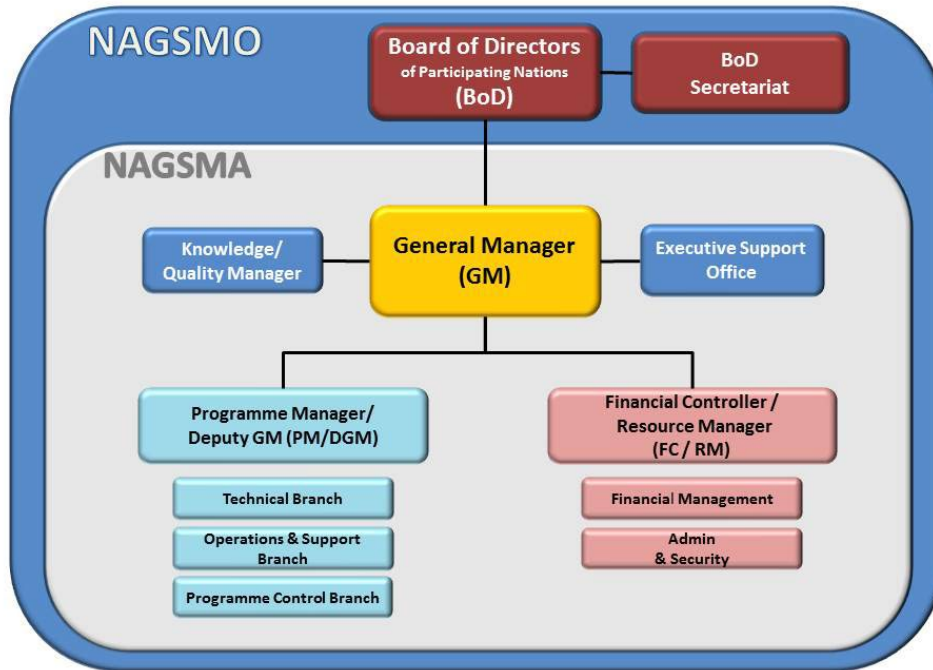 NAGSMO
Board of Directors
of Participating Nations
(BoD)
BoD
Secretariat
NAGSMA
Knowledge/
Quality Manager
General Manager
(GM)
Executive Support
Office
Programme Manager/
Deputy GM (PM/DGM)
Technical Branch
Operations & Support
Branch
Programme Control Branch
Financial Controller /
Resource Manager
(FC / RM)
Financial Management
Admin
& Security